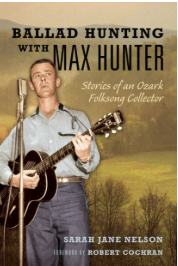 BALLAD HUNTING
WITH
MAX HUNTER
Stories of an Ozark
Folksong Collector
SARAH JANE NELSON
FOREWORD BY ROBERT COCHRAN